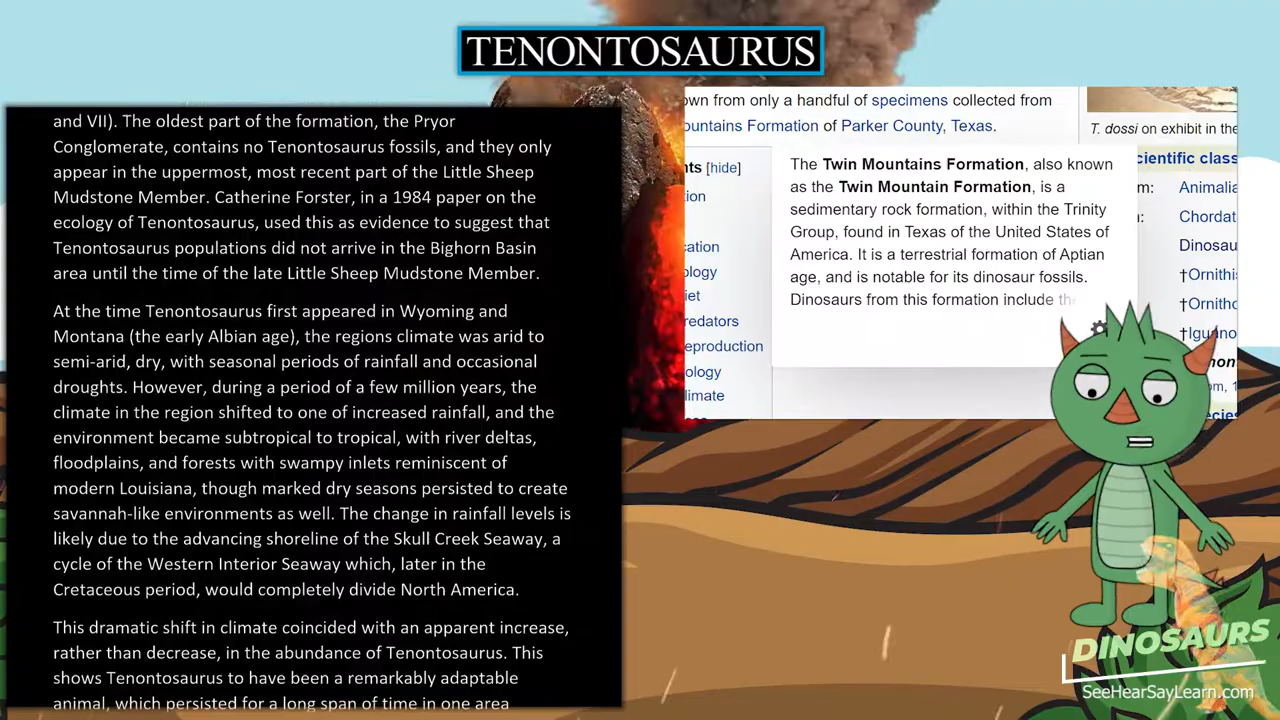 TENONTOSAURUS
and VII). The oldest part of the formation, the Pryor
Conglomerate, contains no Tenontosaurus fossils, and they only
appear in the uppermost, most recent part of the Little Sheep
Mudstone Member. Catherine Forster, in a 1984 paper on the
ecology of Tenontosaurus, used this as evidence to suggest that
Tenontosaurus populations did not arrive in the Bighorn Basin
area until the time of the late Little Sheep Mudstone Member.
At the time Tenontosaurus first appeared in Wyoming and
Montana (the early Albian age), the regions climate was arid to
semi-arid, dry, with seasonal periods of rainfall and occasional
droughts. However, during a period of a few million years, the
climate in the region shifted to one of increased rainfall, and the
environment became subtropical to tropical, with river deltas,
floodplains, and forests with swampy inlets reminiscent of
modern Louisiana, though marked dry seasons persisted to create
savannah-like environments as well. The change in rainfall levels is
likely due to the advancing shoreline of the Skull Creek Seaway, a
cycle of the Western Interior Seaway which, later in the
Cretaceous period, would completely divide North America.
This dramatic shift in climate coincided with an apparent increase,
rather than decrease, in the abundance of Tenontosaurus. This
shows Tenontosaurus to have been a remarkably adaptable
animal, which persisted for a long span of time in one area
own from only a handful of specimens collected from
ountains Formation of Parker County, Texas.
nts [hide]
ion
cation
ology
iet
redators
eproduction
ology
limate
The Twin Mountains Formation, also known
as the Twin Mountain Formation, is a
sedimentary rock formation, within the Trinity
Group, found in Texas of the United States of
America. It is a terrestrial formation of Aptian
age, and is notable for its dinosaur fossils.
Dinosaurs from this formation include th
T. dossi on exhibit in the
cientific class
m: Animalia
n: Chordat
Dinosau
†Ornithi
†Ornitho
†Iguano
om, 1
ecies
DINOSAURS
SeeHearSayLearn.com